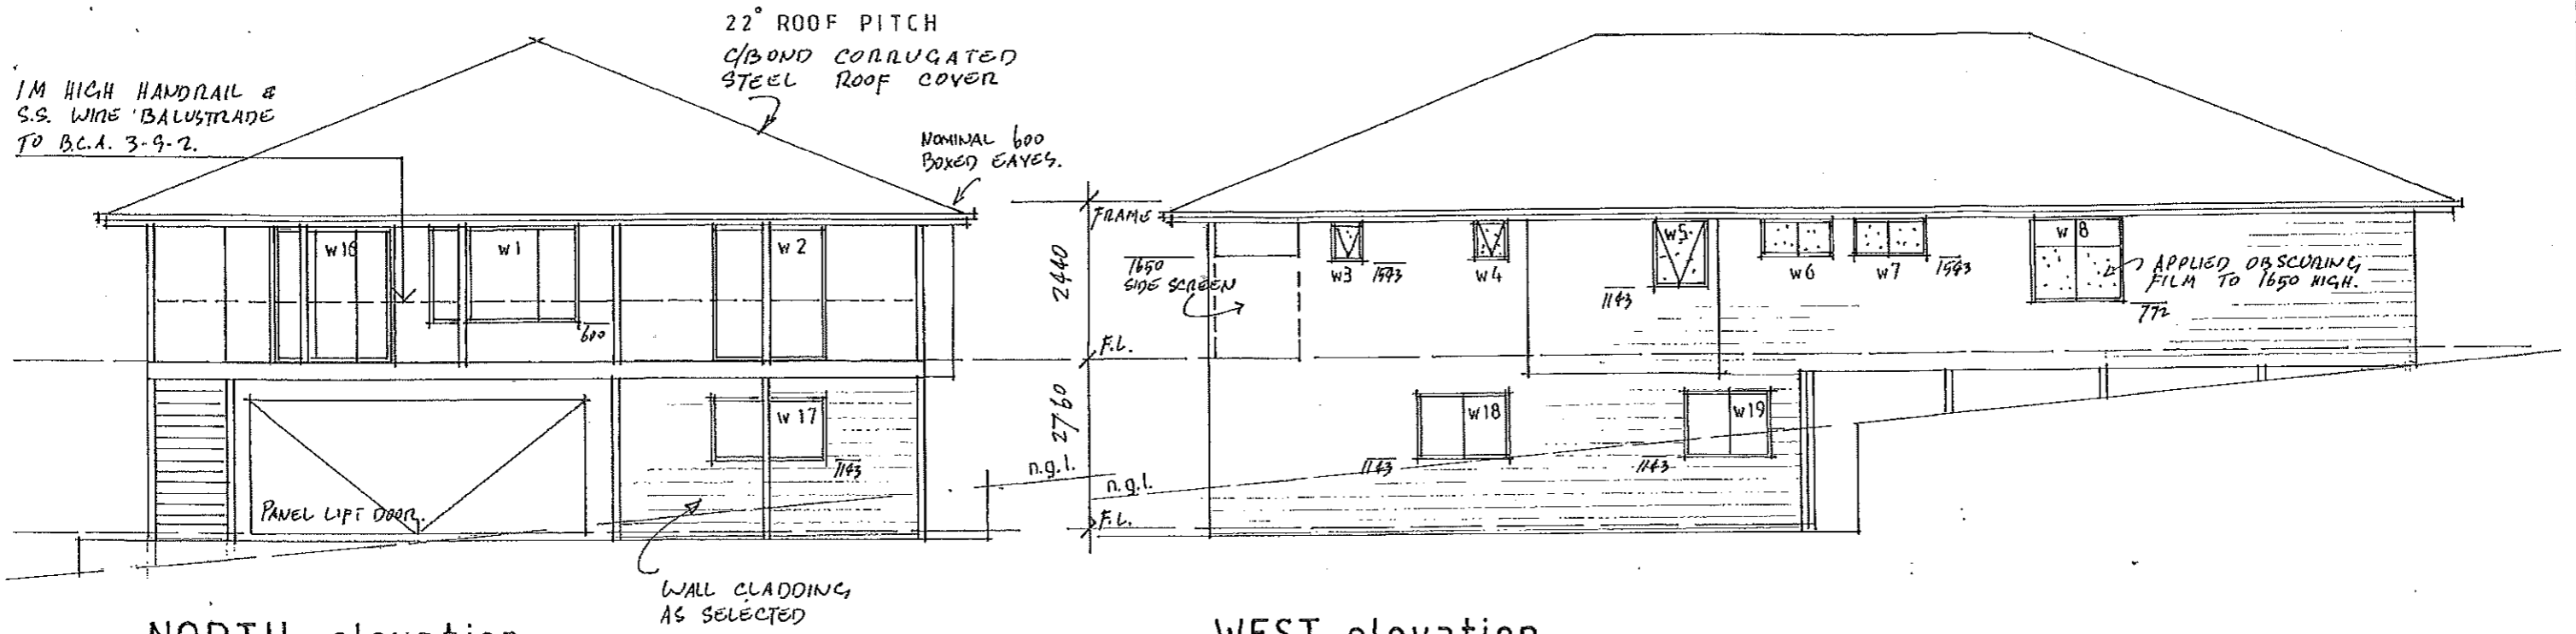 22° ROOF PITCH
C/BOND CORRUGATED
STEEL ROOF COVER
1M HIGH HANDRAIL &
S.S. WIRE BALUSTRADE
TO B.C.A. 3-9-2.
NOMINAL 600
BOXED EAVES.
W16
W1
W2
600
PANEL LIFT DOOR.
W17
1143
WALL CLADDING
AS SELECTED
NORTH elevation
FRAME
2440
1650
SIDE SCREEN
F.L.
2760
n.g.l.
n.g.l.
F.L.
W3
1593
W4
W5
1143
W6
W7
1593
W8
APPLIED OBSCURING
FILM TO 1650 HIGH.
772
W18
1143
W19
1143
WEST elevation